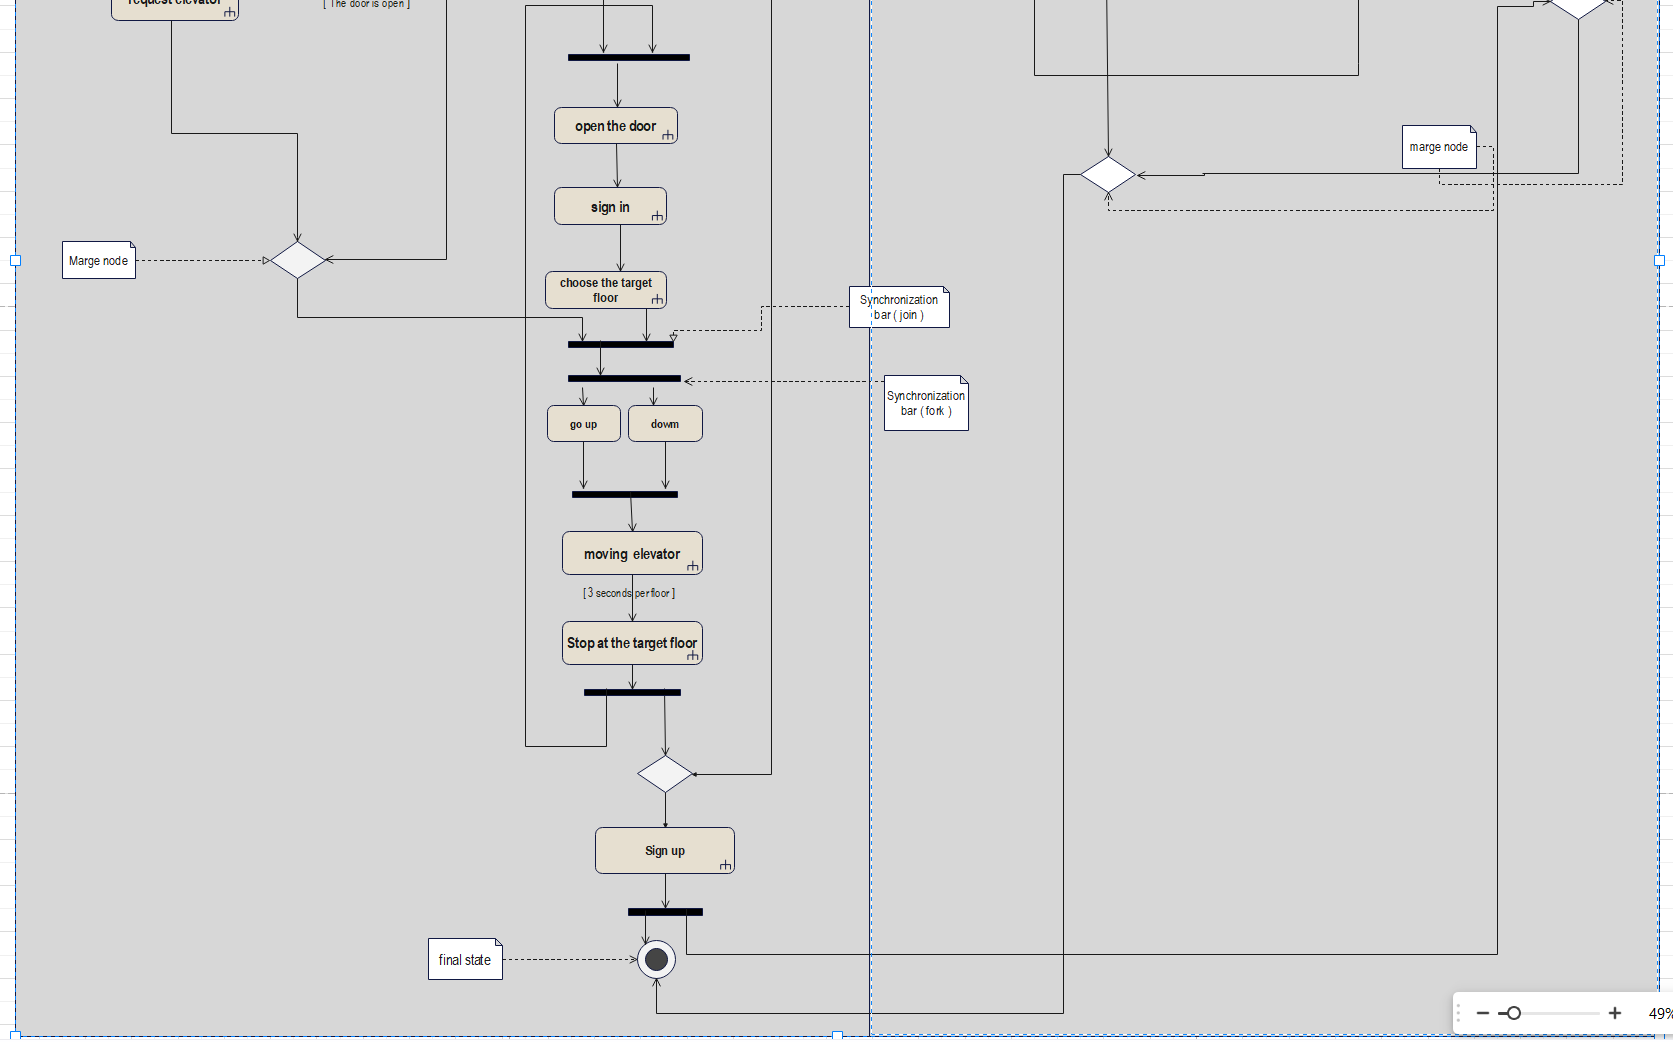 request elevator
[ The door is open ]
open the door
marge node
sign in
Marge node
choose the target
floor
Synchronization
bar ( join )
Synchronization
bar ( fork )
go up
dowm
moving elevator
[ 3 seconds per floor ]
Stop at the target floor
Sign up
final state
49%